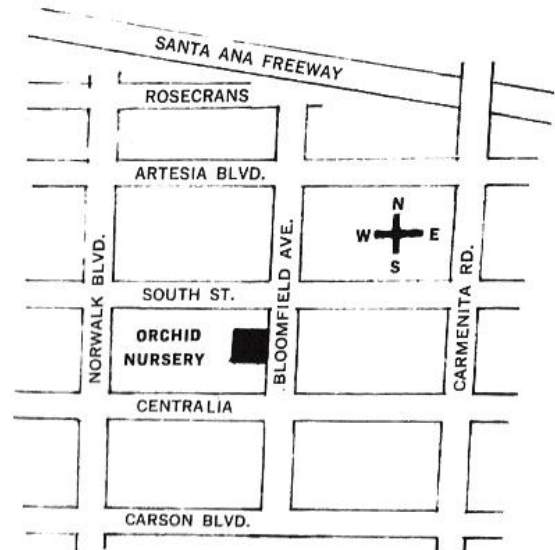 SANTA ANA FREEWAY
ROSECRANS
ARTESIA BLVD.
N
W E
S
NORWALK BLVD.
BLOOMFIELD AVE.
CARMENITA RD.
SOUTH ST.
ORCHID
NURSERY
CENTRALIA
CARSON BLVD.